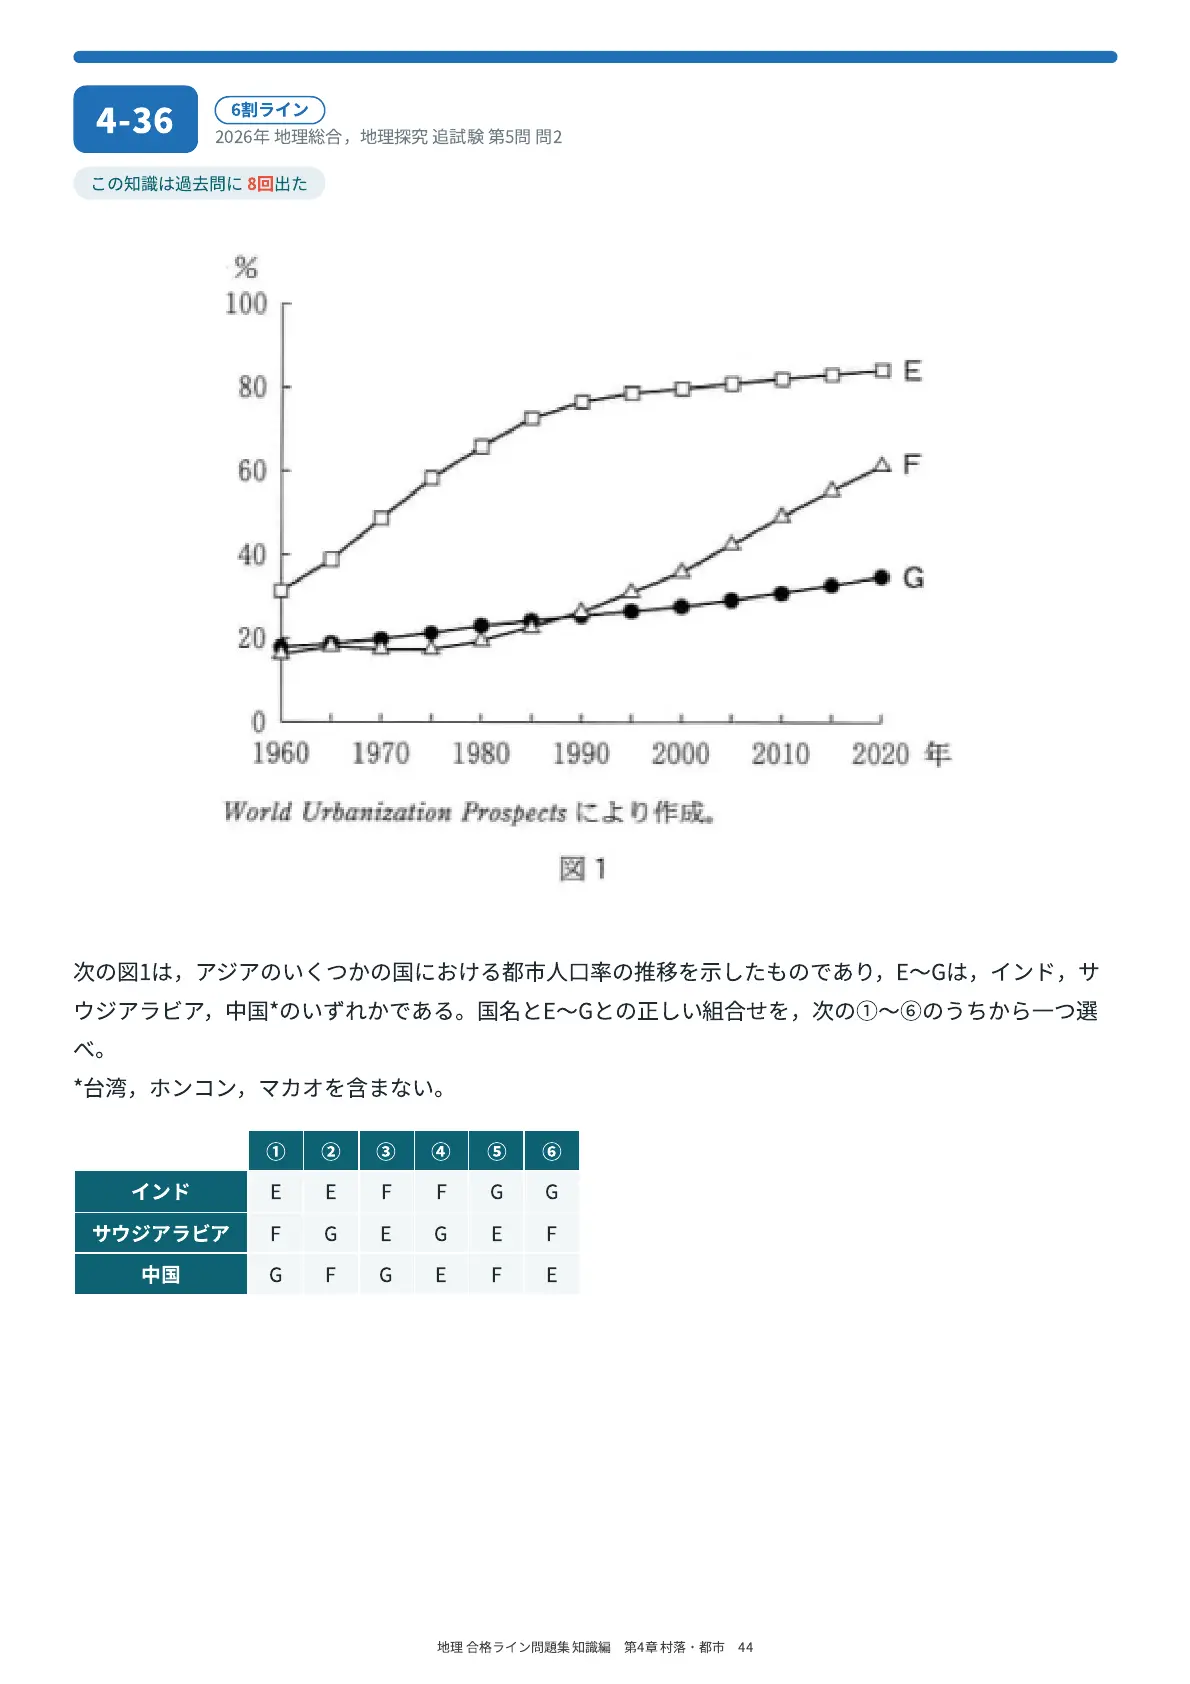 4-36
6割ライン
2026年 地理総合，地理探究 追試験 第5問 問2
この知識は過去問に 8回出た
%
100
80
60
40
20
0
E
F
G
1960 1970 1980 1990 2000 2010 2020 年
World Urbanization Prospects により作成。
図 1
次の図1は，アジアのいくつかの国における都市人口率の推移を示したものであり，E〜Gは，インド，サ
ウジアラビア，中国*のいずれかである。国名とE〜Gとの正しい組合せを，次の①〜⑥のうちから一つ選
べ。
*台湾，ホンコン，マカオを含まない。
① ② ③ ④ ⑤ ⑥
インド E E F F G G
サウジアラビア F G E G E F
中国 G F G E F E
地理 合格ライン問題集 知識編 第4章 村落・都市 44